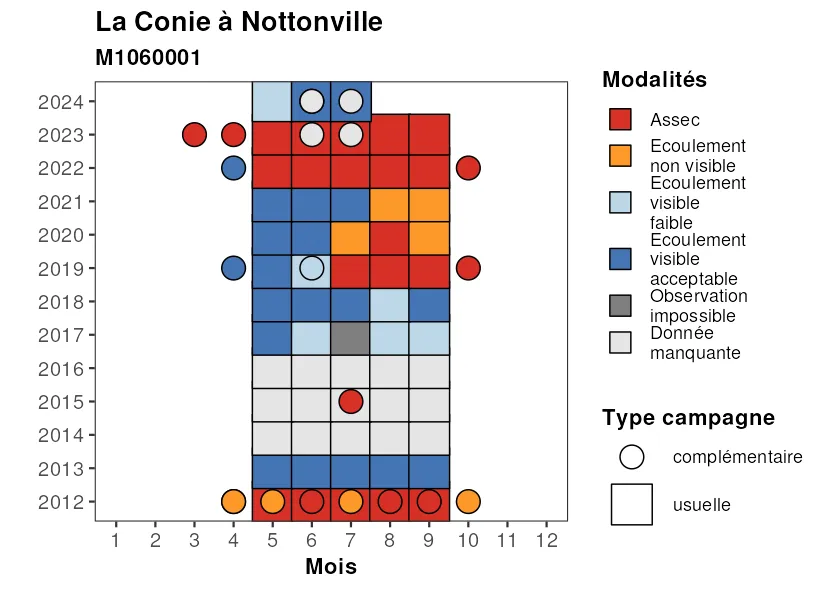 La Conie à Nottonville
M1060001
2024
2023
2022
2021
2020
2019
2018
2017
2016
2015
2014
2013
2012
1 2 3 4 5 6 7 8 9 10 11 12
Mois
Modalités
Assec
Ecoulement
non visible
Ecoulement
visible
faible
Ecoulement
visible
acceptable
Observation
impossible
Donnée
manquante
Type campagne
complémentaire
usuelle